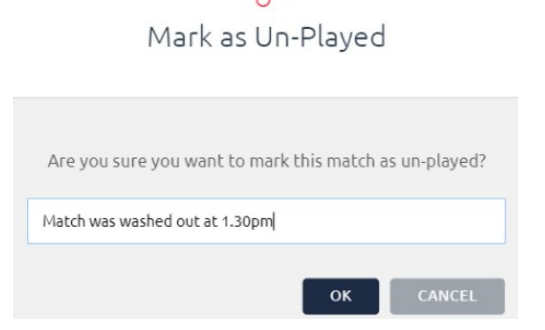 Mark as Un-Played
Are you sure you want to mark this match as un-played?
Match was washed out at 1.30pm
OK CANCEL